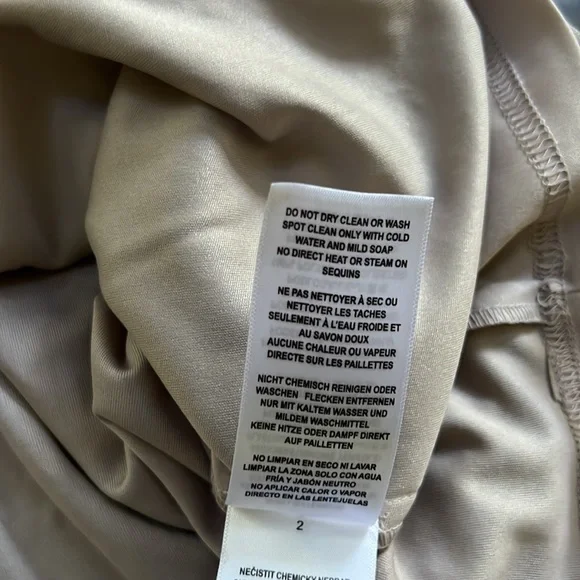 DO NOT DRY CLEAN OR WASH
SPOT CLEAN ONLY WITH COLD
WATER AND MILD SOAP
NO DIRECT HEAT OR STEAM ON
SEQUINS
NE PAS NETTOYER À SEC OU
NETTOYER LES TACHES
SEULEMENT À L'EAU FROIDE ET
AU SAVON DOUX
AUCUNE CHALEUR OU VAPEUR
DIRECTE SUR LES PAILLETTES
NICHT CHEMISCH REINIGEN ODER
WASCHEN FLECKEN ENTFERNEN
NUR MIT KALTEM WASSER UND
MILDEM WASCHMITTEL
KEINE HITZE ODER DAMPF DIREKT
AUF PAILLETTEN
NO LIMPIAR EN SECO NI LAVAR
LIMPIAR LA ZONA SOLO CON AGUA
FRÍA Y JABÓN NEUTRO
NO APLICAR CALOR O VAPOR
DIRECTO EN LAS LENTEJUELAS
2
NEČISTIT CHEMICKY